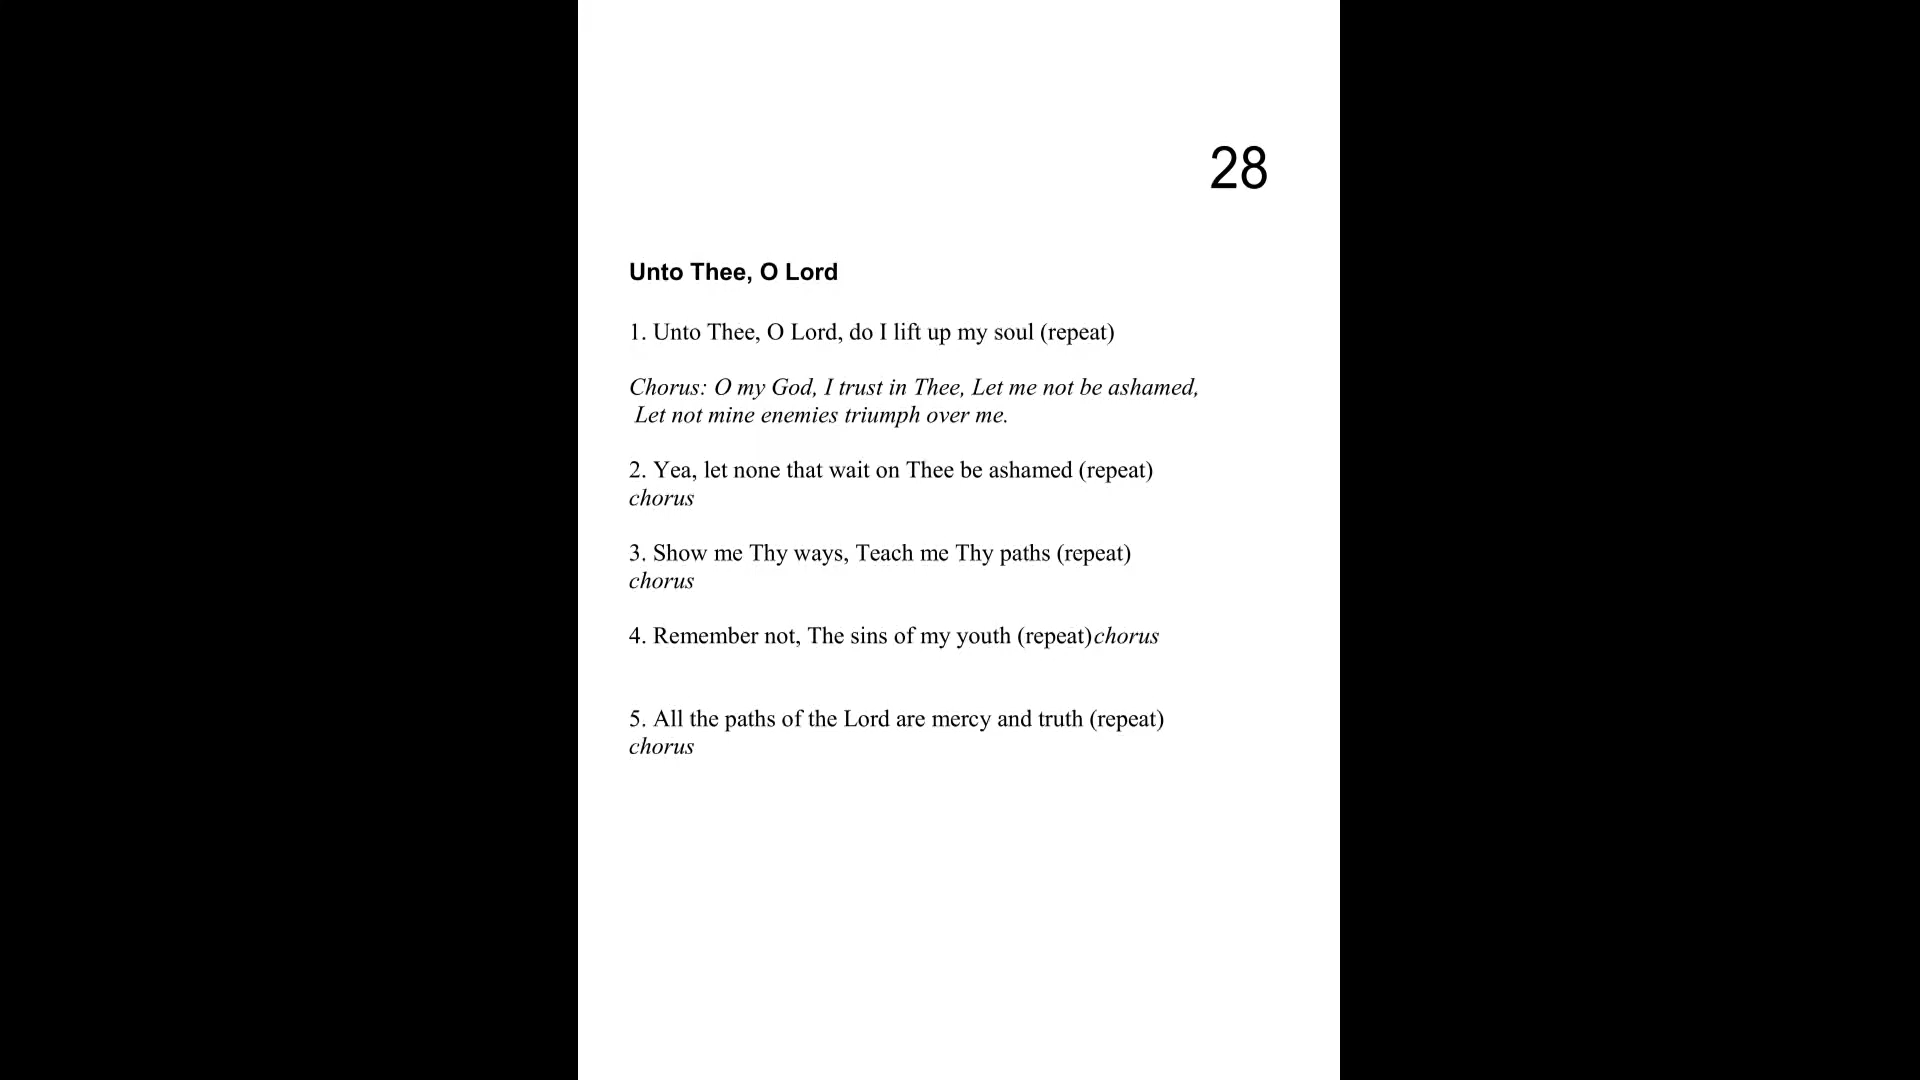 28
Unto Thee, O Lord
1. Unto Thee, O Lord, do I lift up my soul (repeat)
Chorus: O my God, I trust in Thee, Let me not be ashamed,
Let not mine enemies triumph over me.
2. Yea, let none that wait on Thee be ashamed (repeat)
chorus
3. Show me Thy ways, Teach me Thy paths (repeat)
chorus
4. Remember not, The sins of my youth (repeat)chorus
5. All the paths of the Lord are mercy and truth (repeat)
chorus